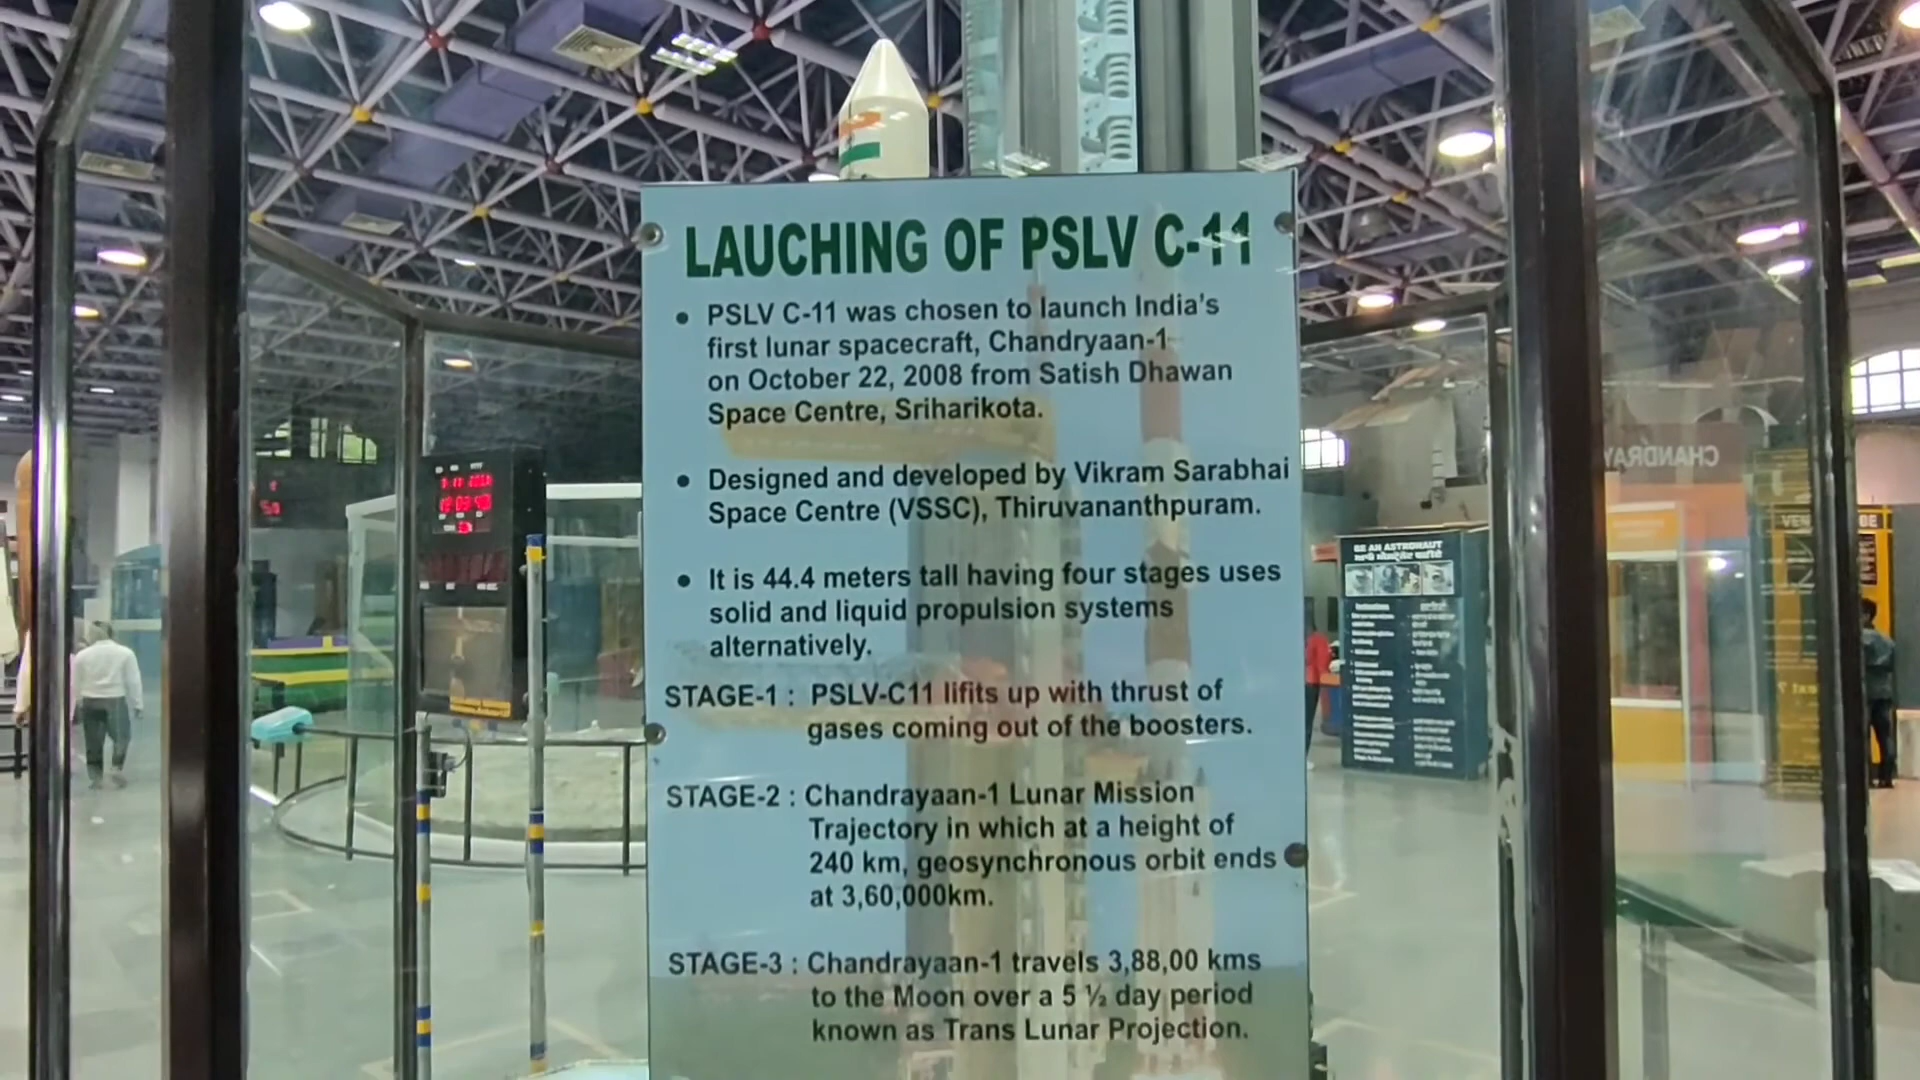 LAUCHING OF PSLV C-11
• PSLV C-11 was chosen to launch India's
first lunar spacecraft, Chandryaan-1
on October 22, 2008 from Satish Dhawan
Space Centre, Sriharikota.
• Designed and developed by Vikram Sarabhai
Space Centre (VSSC), Thiruvananthpuram.
• It is 44.4 meters tall having four stages uses
solid and liquid propulsion systems
alternatively.
STAGE-1 : PSLV-C11 lifits up with thrust of
gases coming out of the boosters.
STAGE-2 : Chandrayaan-1 Lunar Mission
Trajectory in which at a height of
240 km, geosynchronous orbit ends
at 3,60,000km.
STAGE-3 : Chandrayaan-1 travels 3,88,00 kms
to the Moon over a 5 ½ day period
known as Trans Lunar Projection.
CHANDRAY
BE AN ASTRONAUT